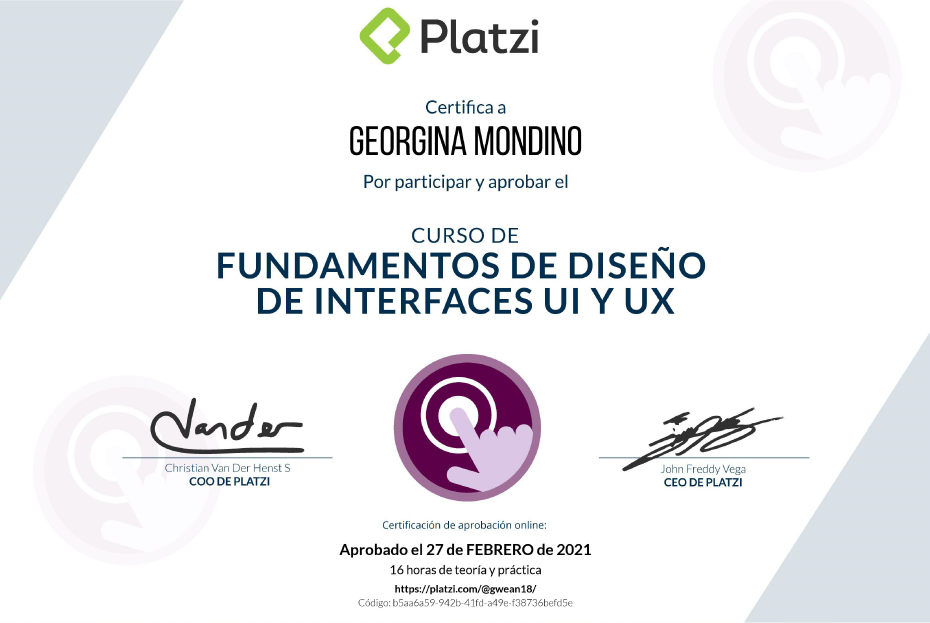 Platzi
Certifica a
GEORGINA MONDINO
Por participar y aprobar el
CURSO DE
FUNDAMENTOS DE DISEÑO
DE INTERFACES UI Y UX
Vander
Christian Van Der Henst S
COO DE PLATZI
John Freddy Vega
CEO DE PLATZI
Certificación de aprobación online:
Aprobado el 27 de FEBRERO de 2021
16 horas de teoría y práctica
https://platzi.com/@gwean18/
Código: b5aa6a59-942b-41fd-a49e-f38736befd5e